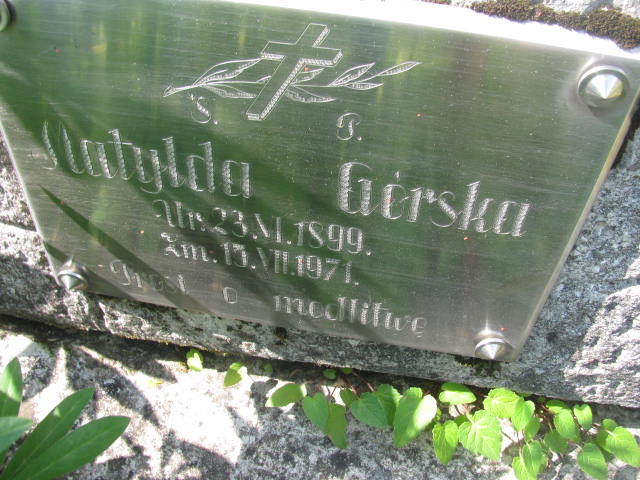 Ś. P.
Matylda Górska
Ur. 23.VI.1899.
Zm. 15.VII.1971.
Prosi o modlitwę